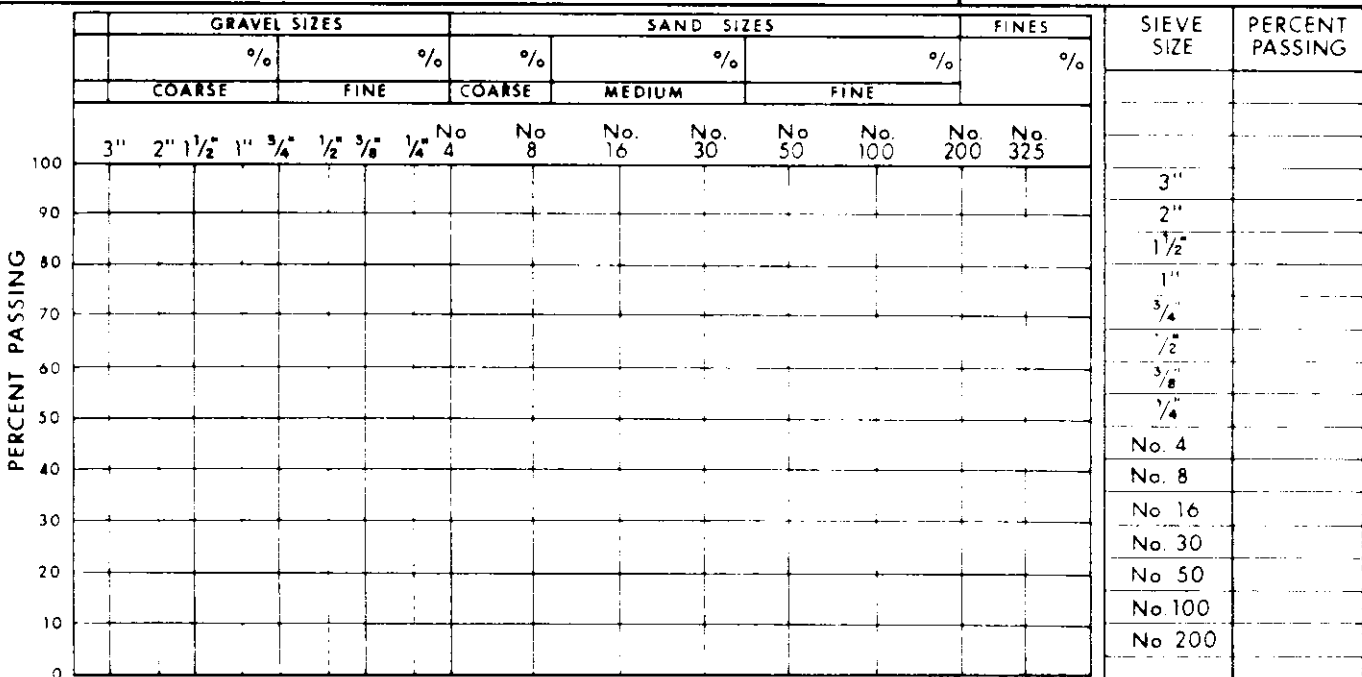 GRAVEL SIZES SAND SIZES FINES
% % % % % %
COARSE FINE COARSE MEDIUM FINE
No No No. No. No No. No. No.
3" 2" 1½" 1" ¾" ½" ⅜" ¼" 4 8 16 30 50 100 200 325
PERCENT PASSING
100
90
80
70
60
50
40
30
20
10
0
SIEVE SIZE PERCENT PASSING
3"
2"
1½"
1"
¾"
½"
⅜"
¼"
No. 4
No. 8
No 16
No. 30
No 50
No.100
No 200